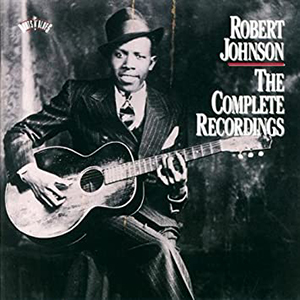 ROBERT
JOHNSON
THE
COMPLETE
RECORDINGS